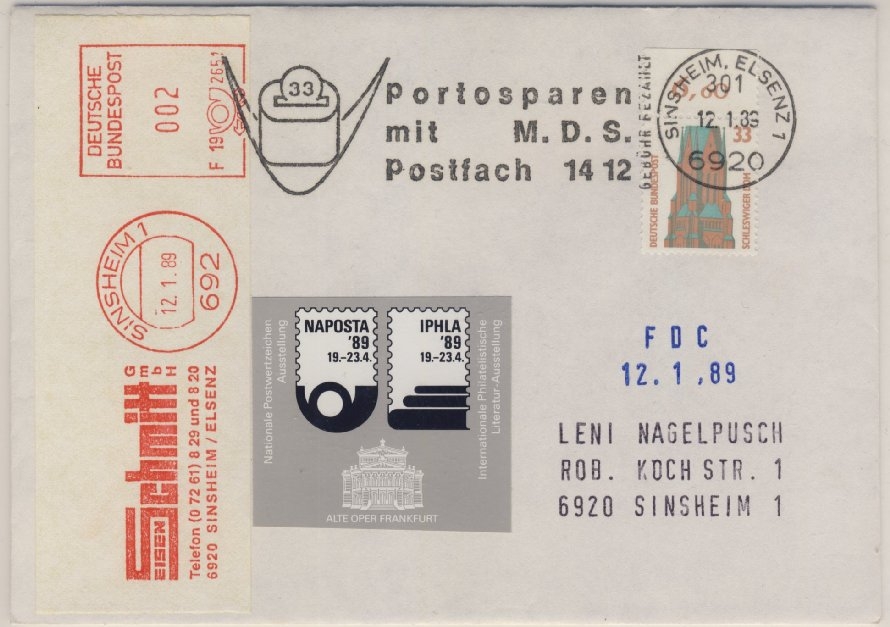 DEUTSCHE
BUNDESPOST
002
F 19 2651
SINSHEIM 1
12.1.89
692
Schmitt
GmbH
EISEN
Telefon (0 72 61) 8 29 und 8 20
6920 SINSHEIM / ELSENZ
33
Portosparen
mit M.D.S.
Postfach 1412
GEBÜHR BEZAHLT
SINSHEIM, ELSENZ 1
301
12.1.89
6920
33
DEUTSCHE BUNDESPOST
SCHLESWIGER DOM
Nationale Postwertzeichen
Ausstellung
NAPOSTA
'89
19.–23.4.
IPHLA
'89
19.–23.4.
Internationale Philatelistische
Literatur-Ausstellung
ALTE OPER FRANKFURT
FDC
12.1.89
LENI NAGELPUSCH
ROB. KOCH STR. 1
6920 SINSHEIM 1